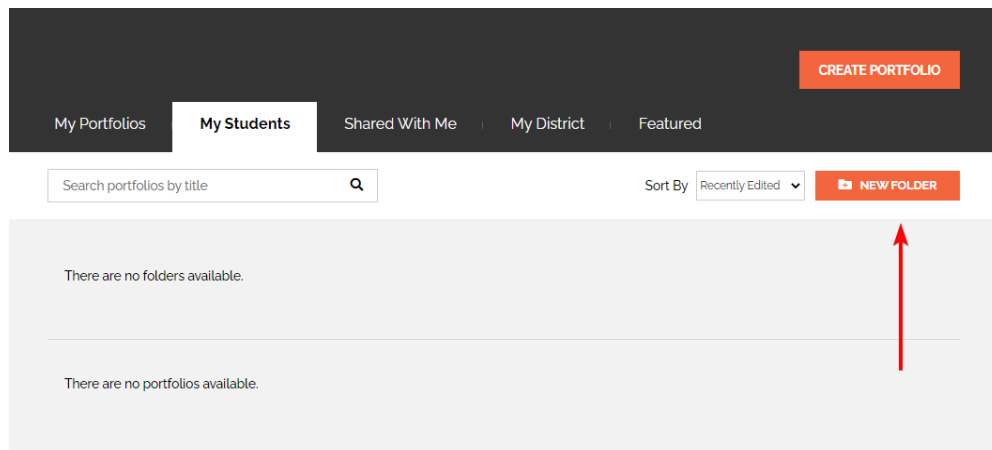 CREATE PORTFOLIO
My Portfolios My Students Shared With Me My District Featured
Search portfolios by title Sort By Recently Edited NEW FOLDER
There are no folders available.
There are no portfolios available.